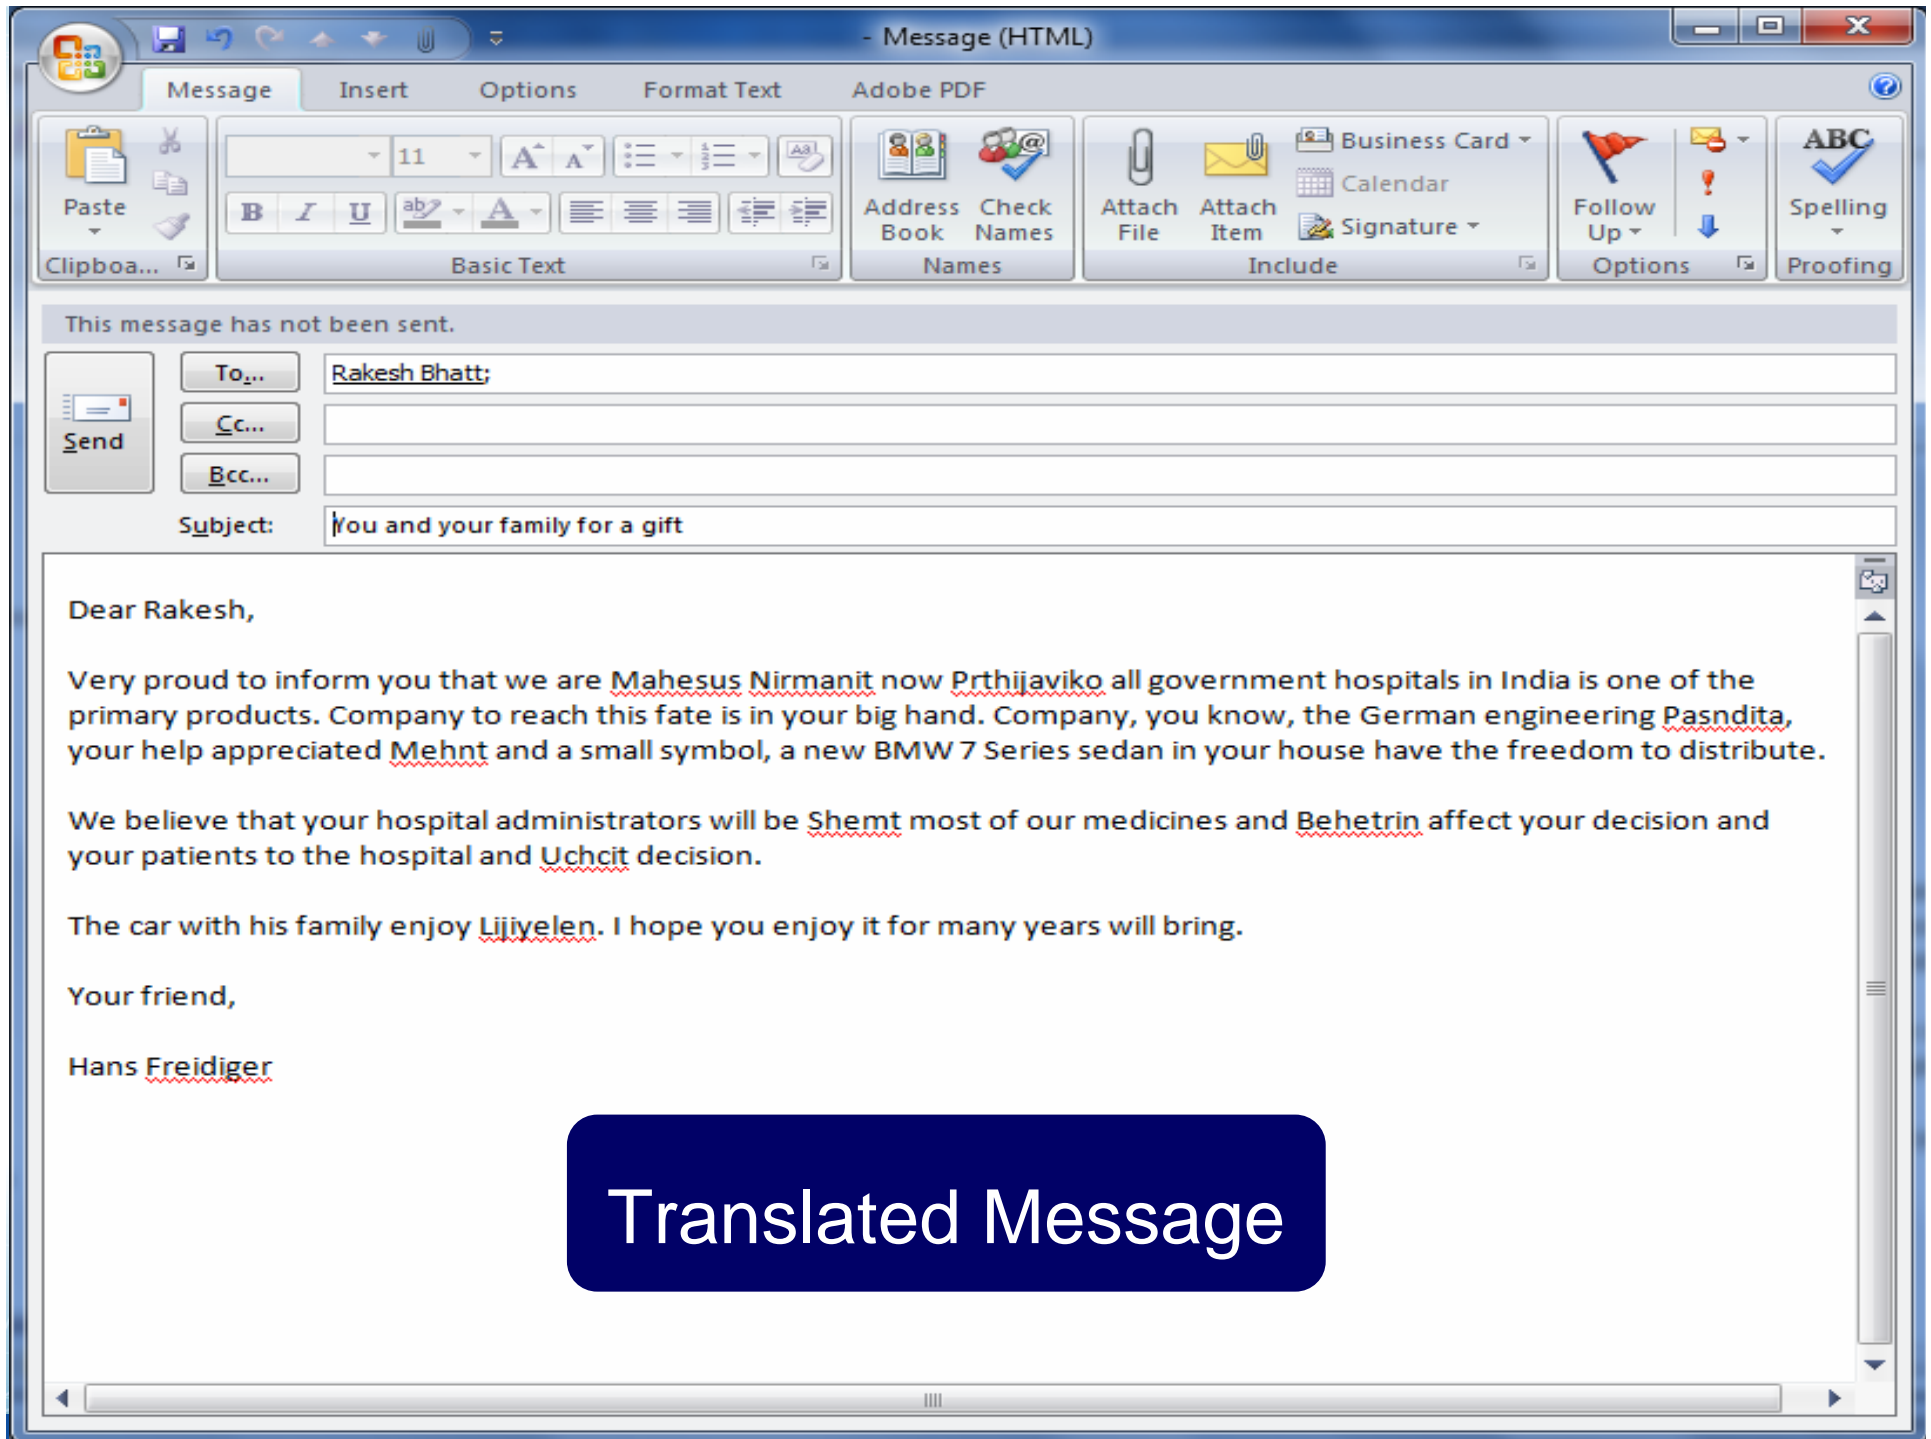 - Message (HTML)
Message Insert Options Format Text Adobe PDF
11
Aa
B I U ab A
Business Card
Calendar
Signature
ABC
Paste
Address Book
Check Names
Attach File
Attach Item
Follow Up
Spelling
Clipboa... Basic Text Names Include Options Proofing
This message has not been sent.
Send
To... Rakesh Bhatt;
Cc...
Bcc...
Subject: You and your family for a gift
Dear Rakesh,
Very proud to inform you that we are Mahesus Nirmanit now Prthijaviko all government hospitals in India is one of the
primary products. Company to reach this fate is in your big hand. Company, you know, the German engineering Pasndita,
your help appreciated Mehnt and a small symbol, a new BMW 7 Series sedan in your house have the freedom to distribute.
We believe that your hospital administrators will be Shemt most of our medicines and Behetrin affect your decision and
your patients to the hospital and Uchcit decision.
The car with his family enjoy Lijiyelen. I hope you enjoy it for many years will bring.
Your friend,
Hans Freidiger
Translated Message